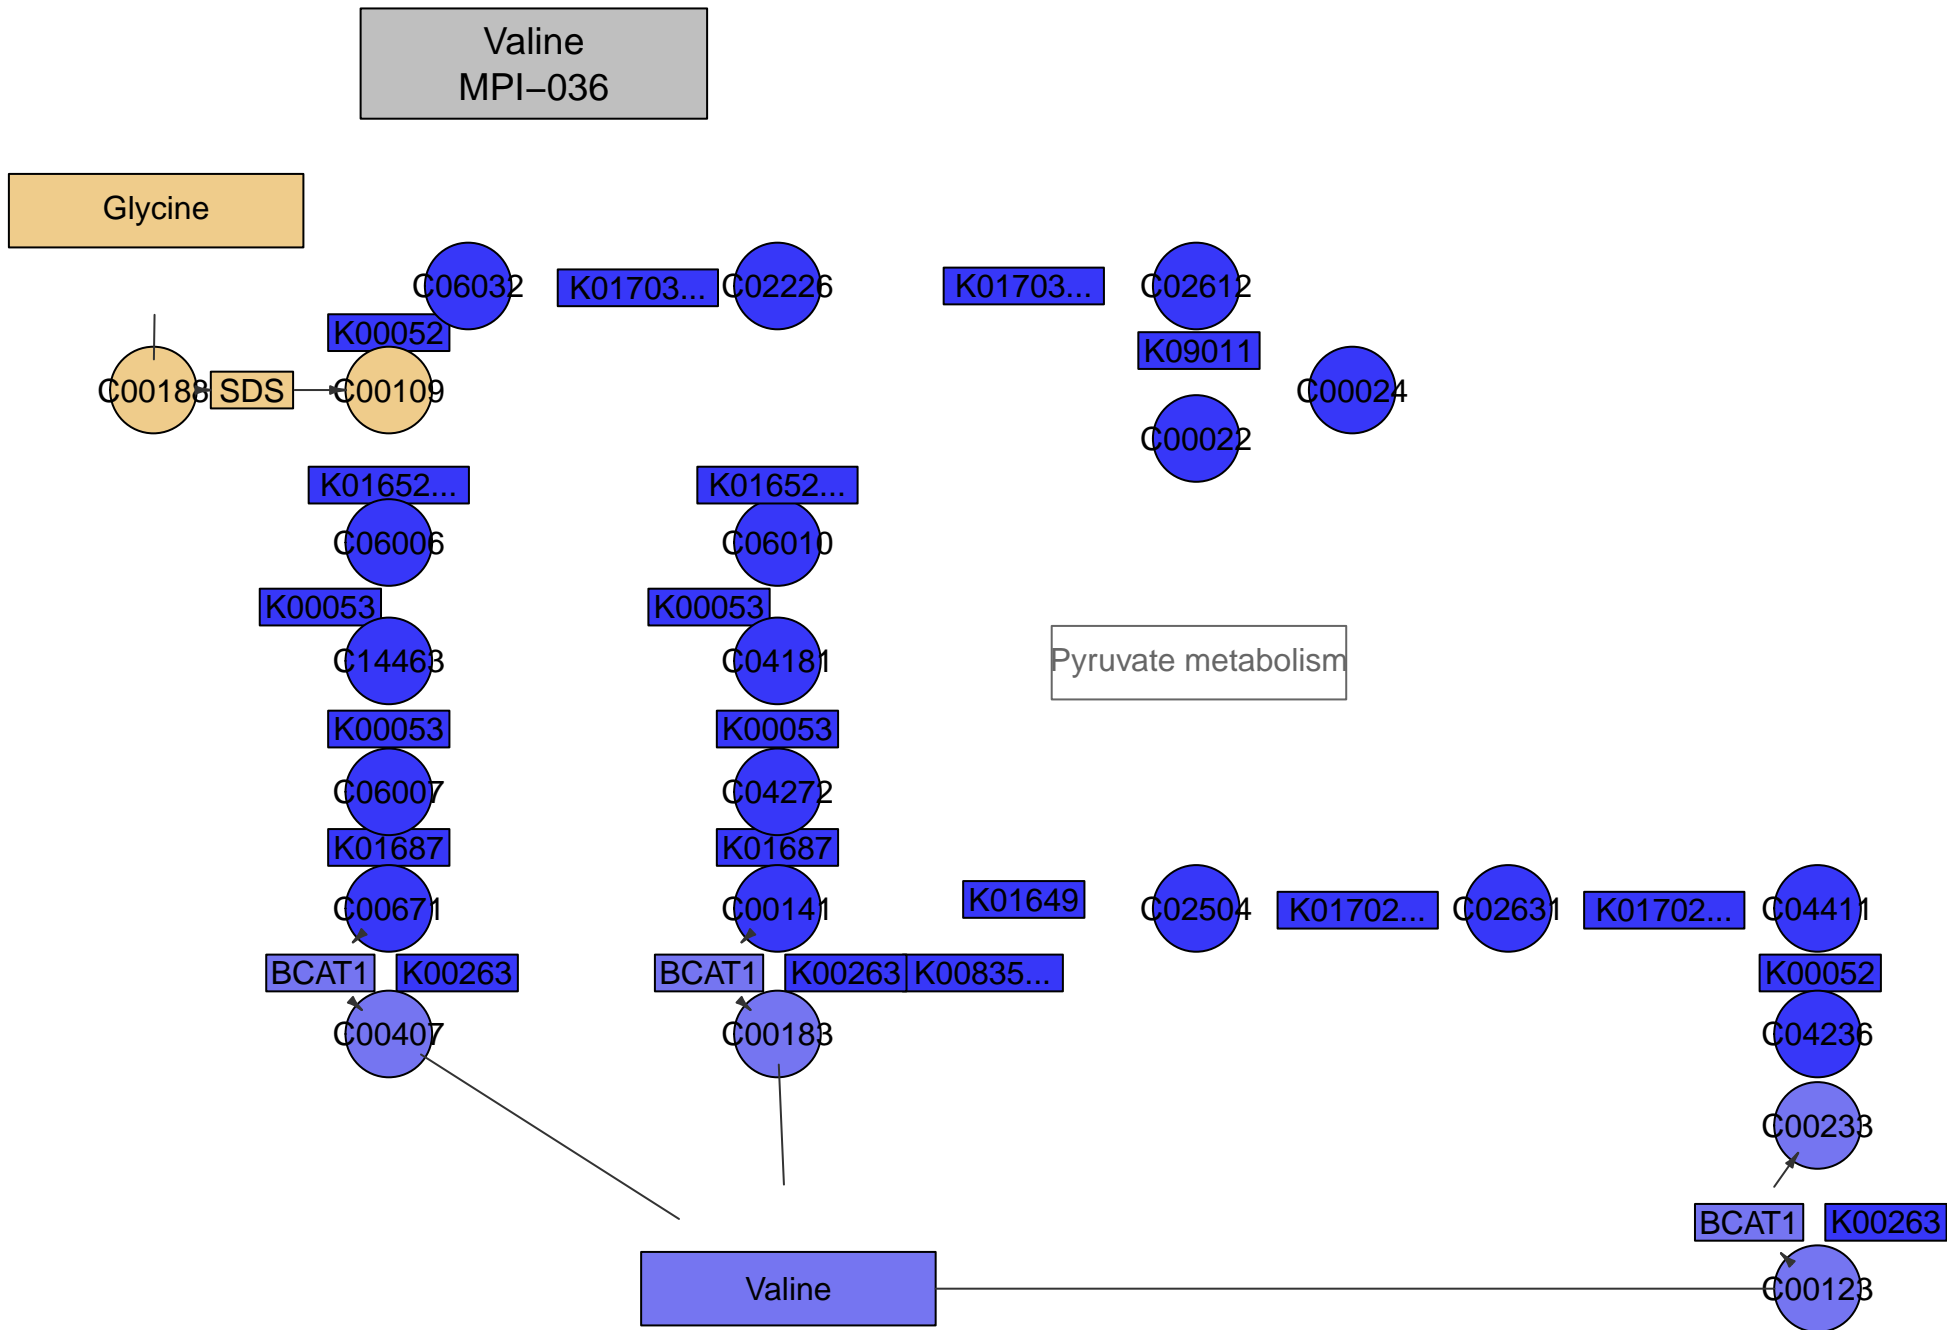 Valine
MPI−036
Glycine
C06032
K01703...
C02226
K01703...
C02612
K00052
K09011
C00188
SDS
C00109
C00024
C00022
K01652...
K01652...
C06006
C06010
K00053
K00053
C14463
C04181
Pyruvate metabolism
K00053
K00053
C06007
C04272
K01687
K01687
C00671
C00141
K01649
C02504
K01702...
C02631
K01702...
C04411
BCAT1
K00263
BCAT1
K00263
K00835...
K00052
C00407
C00183
C04236
C00233
BCAT1
K00263
Valine
C00123